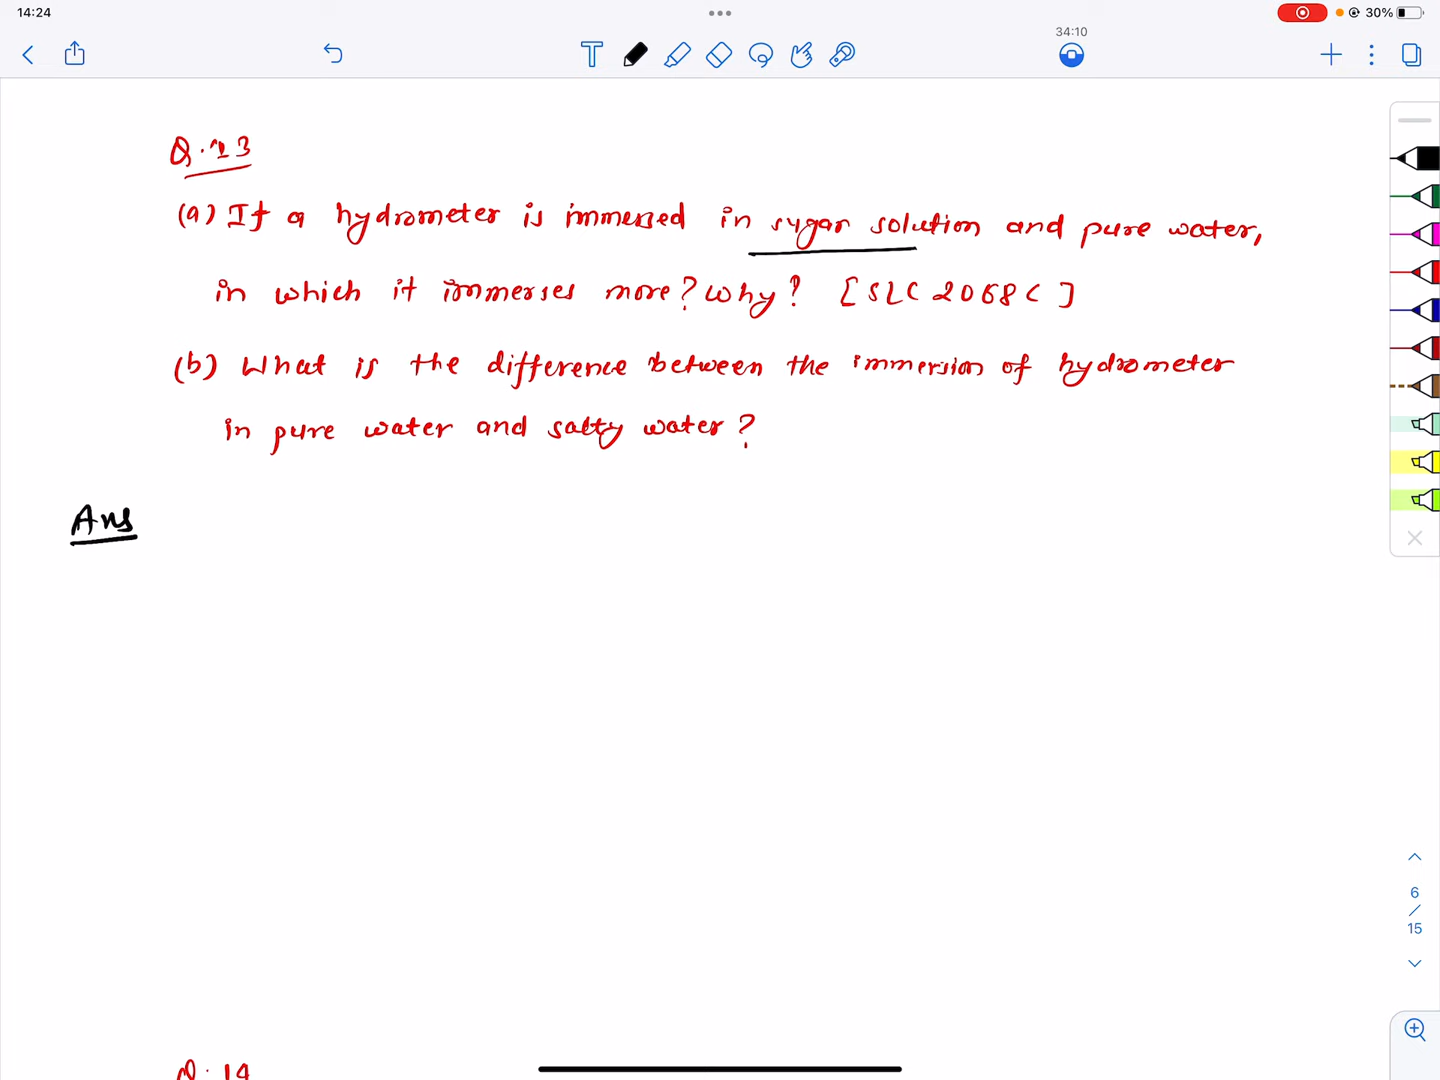 14:24
30%
34:10
Q.13
(a) If a hydrometer is immersed in sugar solution and pure water,
in which it immerses more? Why? [SLC 2068 C]
(b) What is the difference between the immersion of hydrometer
in pure water and salty water?
Ans
6
/
15
Q.14